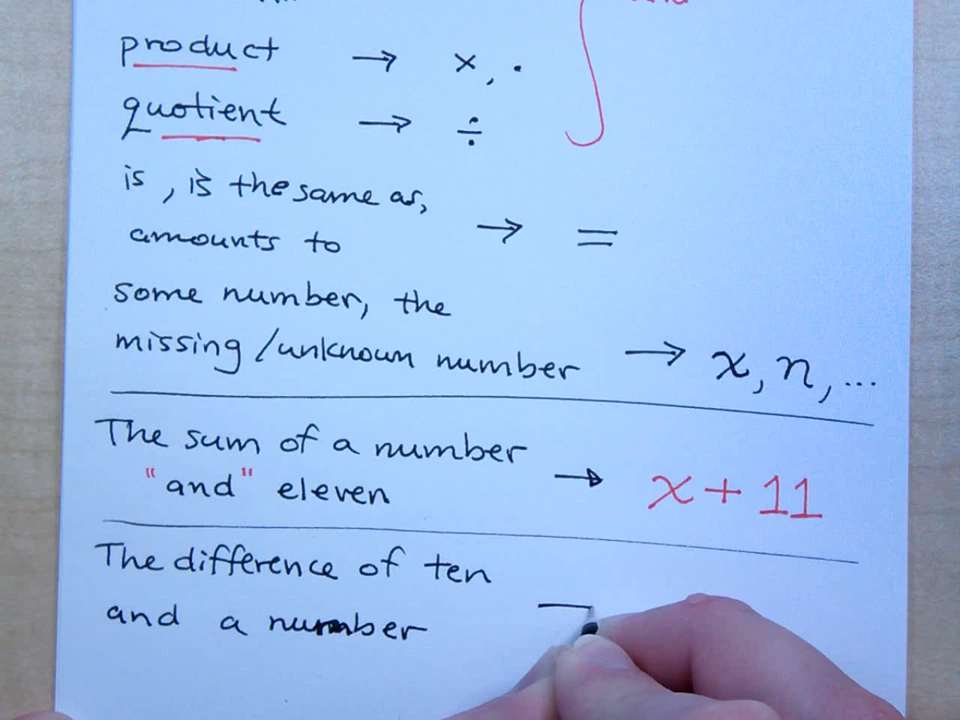 product → ×, ·
quotient → ÷
is, is the same as,
amounts to → =
some number, the
missing/unknown number → x, n, ...
The sum of a number
"and" eleven → x + 11
The difference of ten
and a number